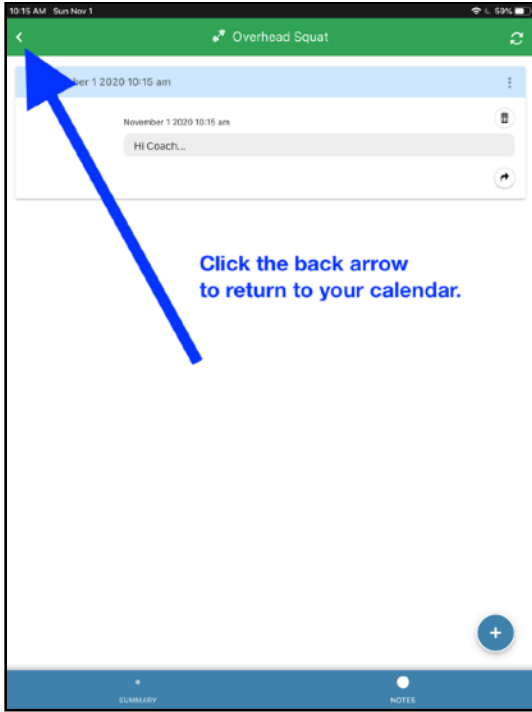 10:15 AM Sun Nov 1
59%
Overhead Squat
ber 1 2020 10:15 am
November 1 2020 10:15 am
Hi Coach...
Click the back arrow
to return to your calendar.
SUMMARY
NOTES